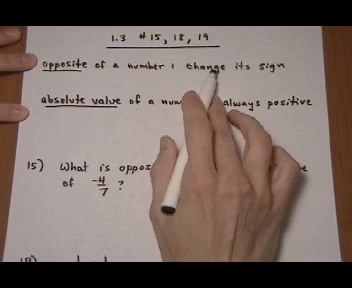 1.3 #15, 18, 19
opposite of a number: change its sign
absolute value of a num always positive
15) What is oppos
of -4/7 ?